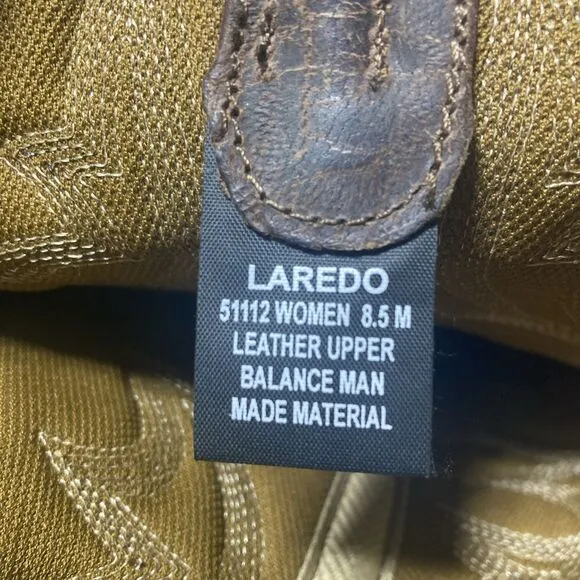 LAREDO
51112 WOMEN 8.5 M
LEATHER UPPER
BALANCE MAN
MADE MATERIAL